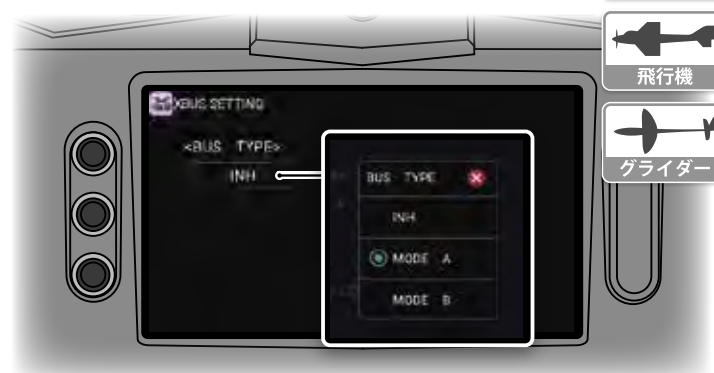 XBUS SETTING
<BUS TYPE>
INH
BUS TYPE
INH
MODE A
MODE B
飛行機
グライダー